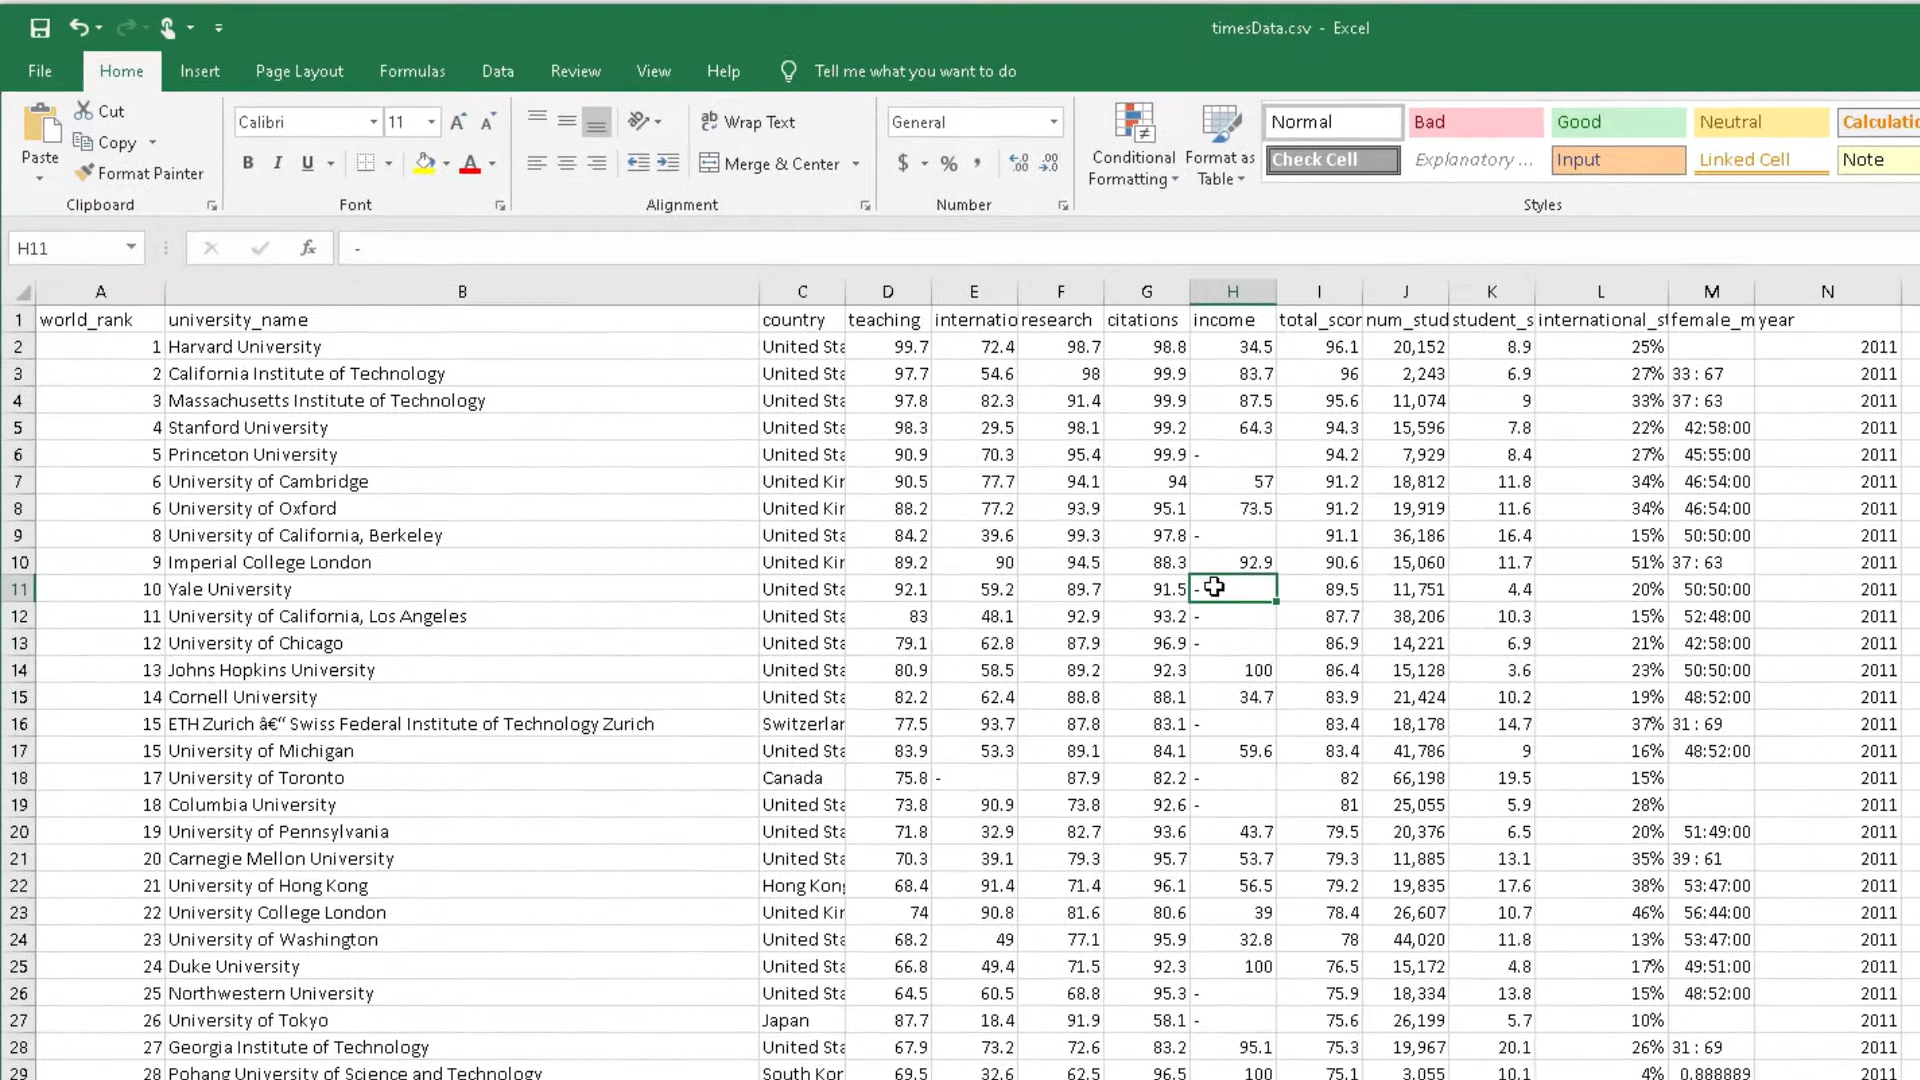 timesData.csv - Excel
File Home Insert Page Layout Formulas Data Review View Help Tell me what you want to do
Paste Cut Copy Format Painter Clipboard
Calibri 11 B I U Font
Wrap Text Merge & Center Alignment
General $ % Number
Conditional Formatting Format as Table
Normal Bad Good Neutral Calculatio
Check Cell Explanatory ... Input Linked Cell Note
Styles
H11 fx -
A B C D E F G H I J K L M N
1 world_rank university_name country teaching internatio research citations income total_scor num_stud student_s international_s female_m year
2 1 Harvard University United Sta 99.7 72.4 98.7 98.8 34.5 96.1 20,152 8.9 25% 2011
3 2 California Institute of Technology United Sta 97.7 54.6 98 99.9 83.7 96 2,243 6.9 27% 33 : 67 2011
4 3 Massachusetts Institute of Technology United Sta 97.8 82.3 91.4 99.9 87.5 95.6 11,074 9 33% 37 : 63 2011
5 4 Stanford University United Sta 98.3 29.5 98.1 99.2 64.3 94.3 15,596 7.8 22% 42:58:00 2011
6 5 Princeton University United Sta 90.9 70.3 95.4 99.9 - 94.2 7,929 8.4 27% 45:55:00 2011
7 6 University of Cambridge United Kin 90.5 77.7 94.1 94 57 91.2 18,812 11.8 34% 46:54:00 2011
8 6 University of Oxford United Kin 88.2 77.2 93.9 95.1 73.5 91.2 19,919 11.6 34% 46:54:00 2011
9 8 University of California, Berkeley United Sta 84.2 39.6 99.3 97.8 - 91.1 36,186 16.4 15% 50:50:00 2011
10 9 Imperial College London United Kin 89.2 90 94.5 88.3 92.9 90.6 15,060 11.7 51% 37 : 63 2011
11 10 Yale University United Sta 92.1 59.2 89.7 91.5 - 89.5 11,751 4.4 20% 50:50:00 2011
12 11 University of California, Los Angeles United Sta 83 48.1 92.9 93.2 - 87.7 38,206 10.3 15% 52:48:00 2011
13 12 University of Chicago United Sta 79.1 62.8 87.9 96.9 - 86.9 14,221 6.9 21% 42:58:00 2011
14 13 Johns Hopkins University United Sta 80.9 58.5 89.2 92.3 100 86.4 15,128 3.6 23% 50:50:00 2011
15 14 Cornell University United Sta 82.2 62.4 88.8 88.1 34.7 83.9 21,424 10.2 19% 48:52:00 2011
16 15 ETH Zurich â€“ Swiss Federal Institute of Technology Zurich Switzerlar 77.5 93.7 87.8 83.1 - 83.4 18,178 14.7 37% 31 : 69 2011
17 15 University of Michigan United Sta 83.9 53.3 89.1 84.1 59.6 83.4 41,786 9 16% 48:52:00 2011
18 17 University of Toronto Canada 75.8 - 87.9 82.2 - 82 66,198 19.5 15% 2011
19 18 Columbia University United Sta 73.8 90.9 73.8 92.6 - 81 25,055 5.9 28% 2011
20 19 University of Pennsylvania United Sta 71.8 32.9 82.7 93.6 43.7 79.5 20,376 6.5 20% 51:49:00 2011
21 20 Carnegie Mellon University United Sta 70.3 39.1 79.3 95.7 53.7 79.3 11,885 13.1 35% 39 : 61 2011
22 21 University of Hong Kong Hong Kong 68.4 91.4 71.4 96.1 56.5 79.2 19,835 17.6 38% 53:47:00 2011
23 22 University College London United Kin 74 90.8 81.6 80.6 39 78.4 26,607 10.7 46% 56:44:00 2011
24 23 University of Washington United Sta 68.2 49 77.1 95.9 32.8 78 44,020 11.8 13% 53:47:00 2011
25 24 Duke University United Sta 66.8 49.4 71.5 92.3 100 76.5 15,172 4.8 17% 49:51:00 2011
26 25 Northwestern University United Sta 64.5 60.5 68.8 95.3 - 75.9 18,334 13.8 15% 48:52:00 2011
27 26 University of Tokyo Japan 87.7 18.4 91.9 58.1 - 75.6 26,199 5.7 10% 2011
28 27 Georgia Institute of Technology United Sta 67.9 73.2 72.6 83.2 95.1 75.3 19,967 20.1 26% 31 : 69 2011
29 28 Pohang University of Science and Technology South Kor 69.5 32.6 62.5 96.5 100 75.1 3,055 10.1 4% 0.888889 2011